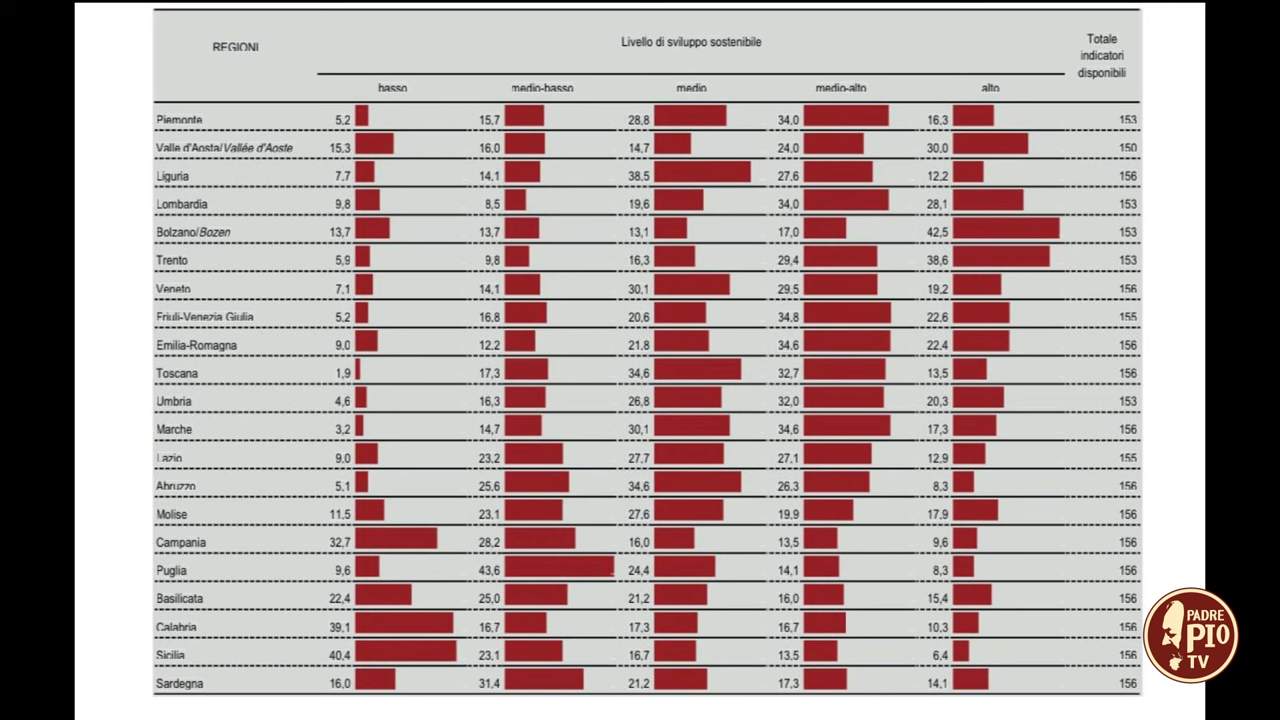 REGIONI Livello di sviluppo sostenibile Totale
indicatori
disponibili
basso medio-basso medio medio-alto alto
Piemonte 5,2 15,7 28,8 34,0 16,3 153
Valle d'Aosta/Vallée d'Aoste 15,3 16,0 14,7 24,0 30,0 150
Liguria 7,7 14,1 38,5 27,6 12,2 156
Lombardia 9,8 8,5 19,6 34,0 28,1 153
Bolzano/Bozen 13,7 13,7 13,1 17,0 42,5 153
Trento 5,9 9,8 16,3 29,4 38,6 153
Veneto 7,1 14,1 30,1 29,5 19,2 156
Friuli-Venezia Giulia 5,2 16,8 20,6 34,8 22,6 155
Emilia-Romagna 9,0 12,2 21,8 34,6 22,4 156
Toscana 1,9 17,3 34,6 32,7 13,5 156
Umbria 4,6 16,3 26,8 32,0 20,3 153
Marche 3,2 14,7 30,1 34,6 17,3 156
Lazio 9,0 23,2 27,7 27,1 12,9 155
Abruzzo 5,1 25,6 34,6 26,3 8,3 156
Molise 11,5 23,1 27,6 19,9 17,9 156
Campania 32,7 28,2 16,0 13,5 9,6 156
Puglia 9,6 43,6 24,4 14,1 8,3 156
Basilicata 22,4 25,0 21,2 16,0 15,4 156
Calabria 39,1 16,7 17,3 16,7 10,3 156
Sicilia 40,4 23,1 16,7 13,5 6,4 156
Sardegna 16,0 31,4 21,2 17,3 14,1 156
PADRE
PIO
TV